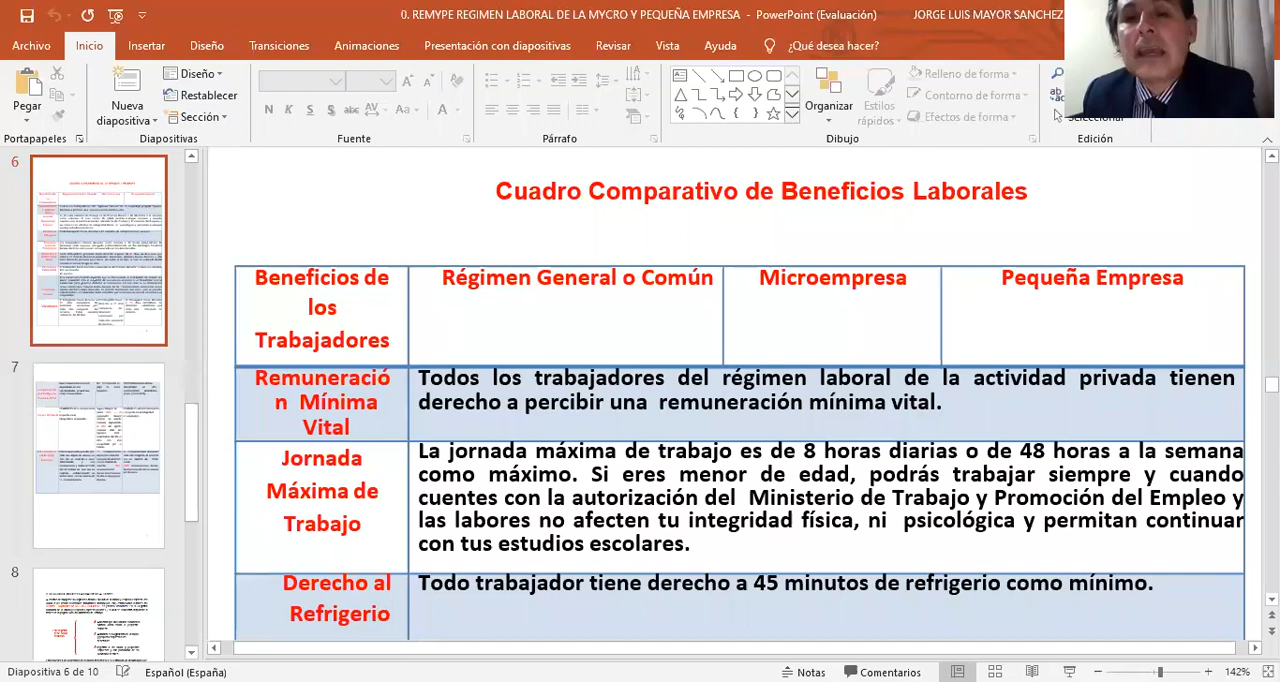 0. REMYPE REGIMEN LABORAL DE LA MYCRO Y PEQUEÑA EMPRESA - PowerPoint (Evaluación)
JORGE LUIS MAYOR SANCHEZ
Archivo Inicio Insertar Diseño Transiciones Animaciones Presentación con diapositivas Revisar Vista Ayuda ¿Qué desea hacer?
Pegar
Nueva diapositiva
Diseño
Restablecer
Sección
N K S S abc AV Aa A
Organizar
Estilos rápidos
Relleno de forma
Contorno de forma
Efectos de forma
Seleccionar
Portapapeles Diapositivas Fuente Párrafo Dibujo Edición
6
7
8
Cuadro Comparativo de Beneficios Laborales
Beneficios de los Trabajadores
Régimen General o Común
Microempresa
Pequeña Empresa
Remuneració
n Mínima
Vital
Todos los trabajadores del régimen laboral de la actividad privada tienen
derecho a percibir una remuneración mínima vital.
Jornada
Máxima de
Trabajo
La jornada máxima de trabajo es de 8 horas diarias o de 48 horas a la semana
como máximo. Si eres menor de edad, podrás trabajar siempre y cuando
cuentes con la autorización del Ministerio de Trabajo y Promoción del Empleo y
las labores no afecten tu integridad física, ni psicológica y permitan continuar
con tus estudios escolares.
Derecho al
Refrigerio
Todo trabajador tiene derecho a 45 minutos de refrigerio como mínimo.
Diapositiva 6 de 10 Español (España) Notas Comentarios 142%